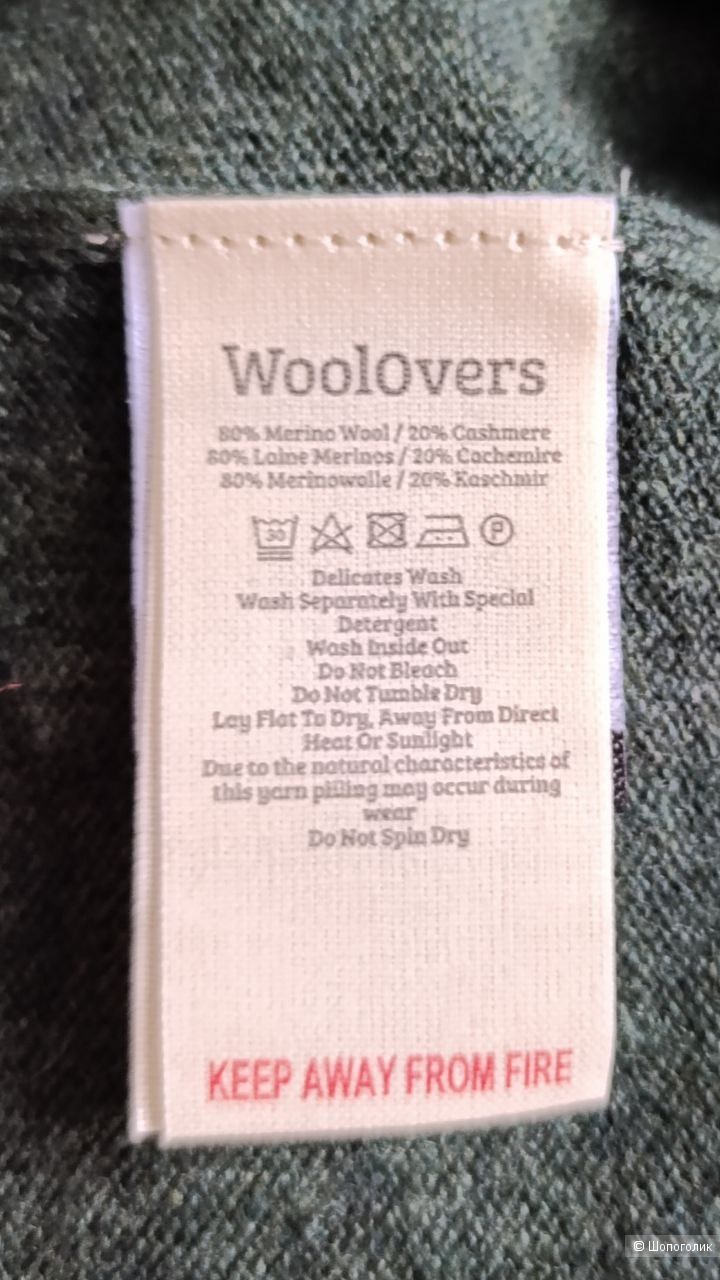 WoolOvers
80% Merino Wool / 20% Cashmere
80% Laine Merinos / 20% Cachemire
80% Merinowolle / 20% Kaschmir
30 P
Delicates Wash
Wash Separately With Special
Detergent
Wash Inside Out
Do Not Bleach
Do Not Tumble Dry
Lay Flat To Dry, Away From Direct
Heat Or Sunlight
Due to the natural characteristics of
this yarn pilling may occur during
wear
Do Not Spin Dry
KEEP AWAY FROM FIRE
© Шопоголик